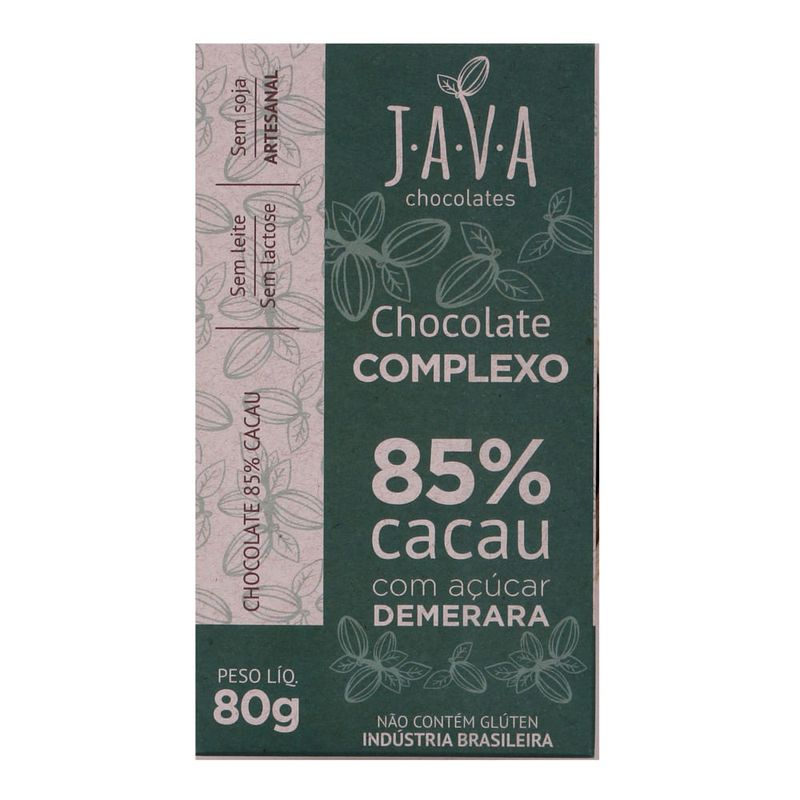 J.A.V.A
chocolates
Chocolate
COMPLEXO
85%
cacau
com açúcar
DEMERARA
NÃO CONTÉM GLÚTEN
INDÚSTRIA BRASILEIRA
CHOCOLATE 85% CACAU
Sem leite
Sem lactose
Sem soja
ARTESANAL
PESO LÍQ.
80g